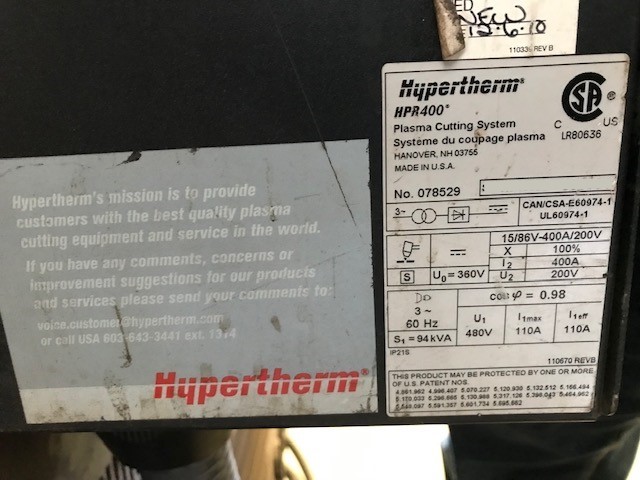 ED
NEW
12·6·10
REV B
Hypertherm®
HPR400®
Plasma Cutting System
Système du coupage plasma
HANOVER, NH 03755
MADE IN U.S.A.
SA ®
C US
LR80636
No. 078529
3~
CAN/CSA-E60974-1
UL60974-1
15/86V-400A/200V
X 100%
I2 400A
S U0=360V U2 200V
cos φ = 0.98
3 ~
60 Hz
S1 = 94kVA
U1 480V
I1max 110A
I1eff 110A
IP21S
110670 REVB
THIS PRODUCT MAY BE PROTECTED BY ONE OR MORE
OF U.S. PATENT NOS.
Hypertherm's mission is to provide
customers with the best quality plasma
cutting equipment and service in the world.
If you have any comments, concerns or
improvement suggestions for our products
and services please send your comments to:
voice.customer@hypertherm.com
or call USA 603-643-3441 ext. 1314
Hypertherm®